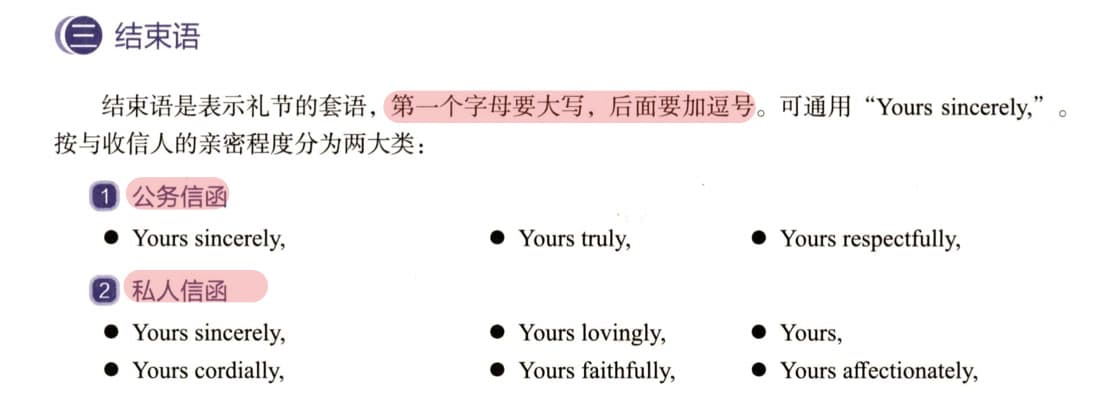 三 结束语
结束语是表示礼节的套语，第一个字母要大写，后面要加逗号。可通用“Yours sincerely,”。
按与收信人的亲密程度分为两大类：
1 公务信函
● Yours sincerely, ● Yours truly, ● Yours respectfully,
2 私人信函
● Yours sincerely, ● Yours lovingly, ● Yours,
● Yours cordially, ● Yours faithfully, ● Yours affectionately,